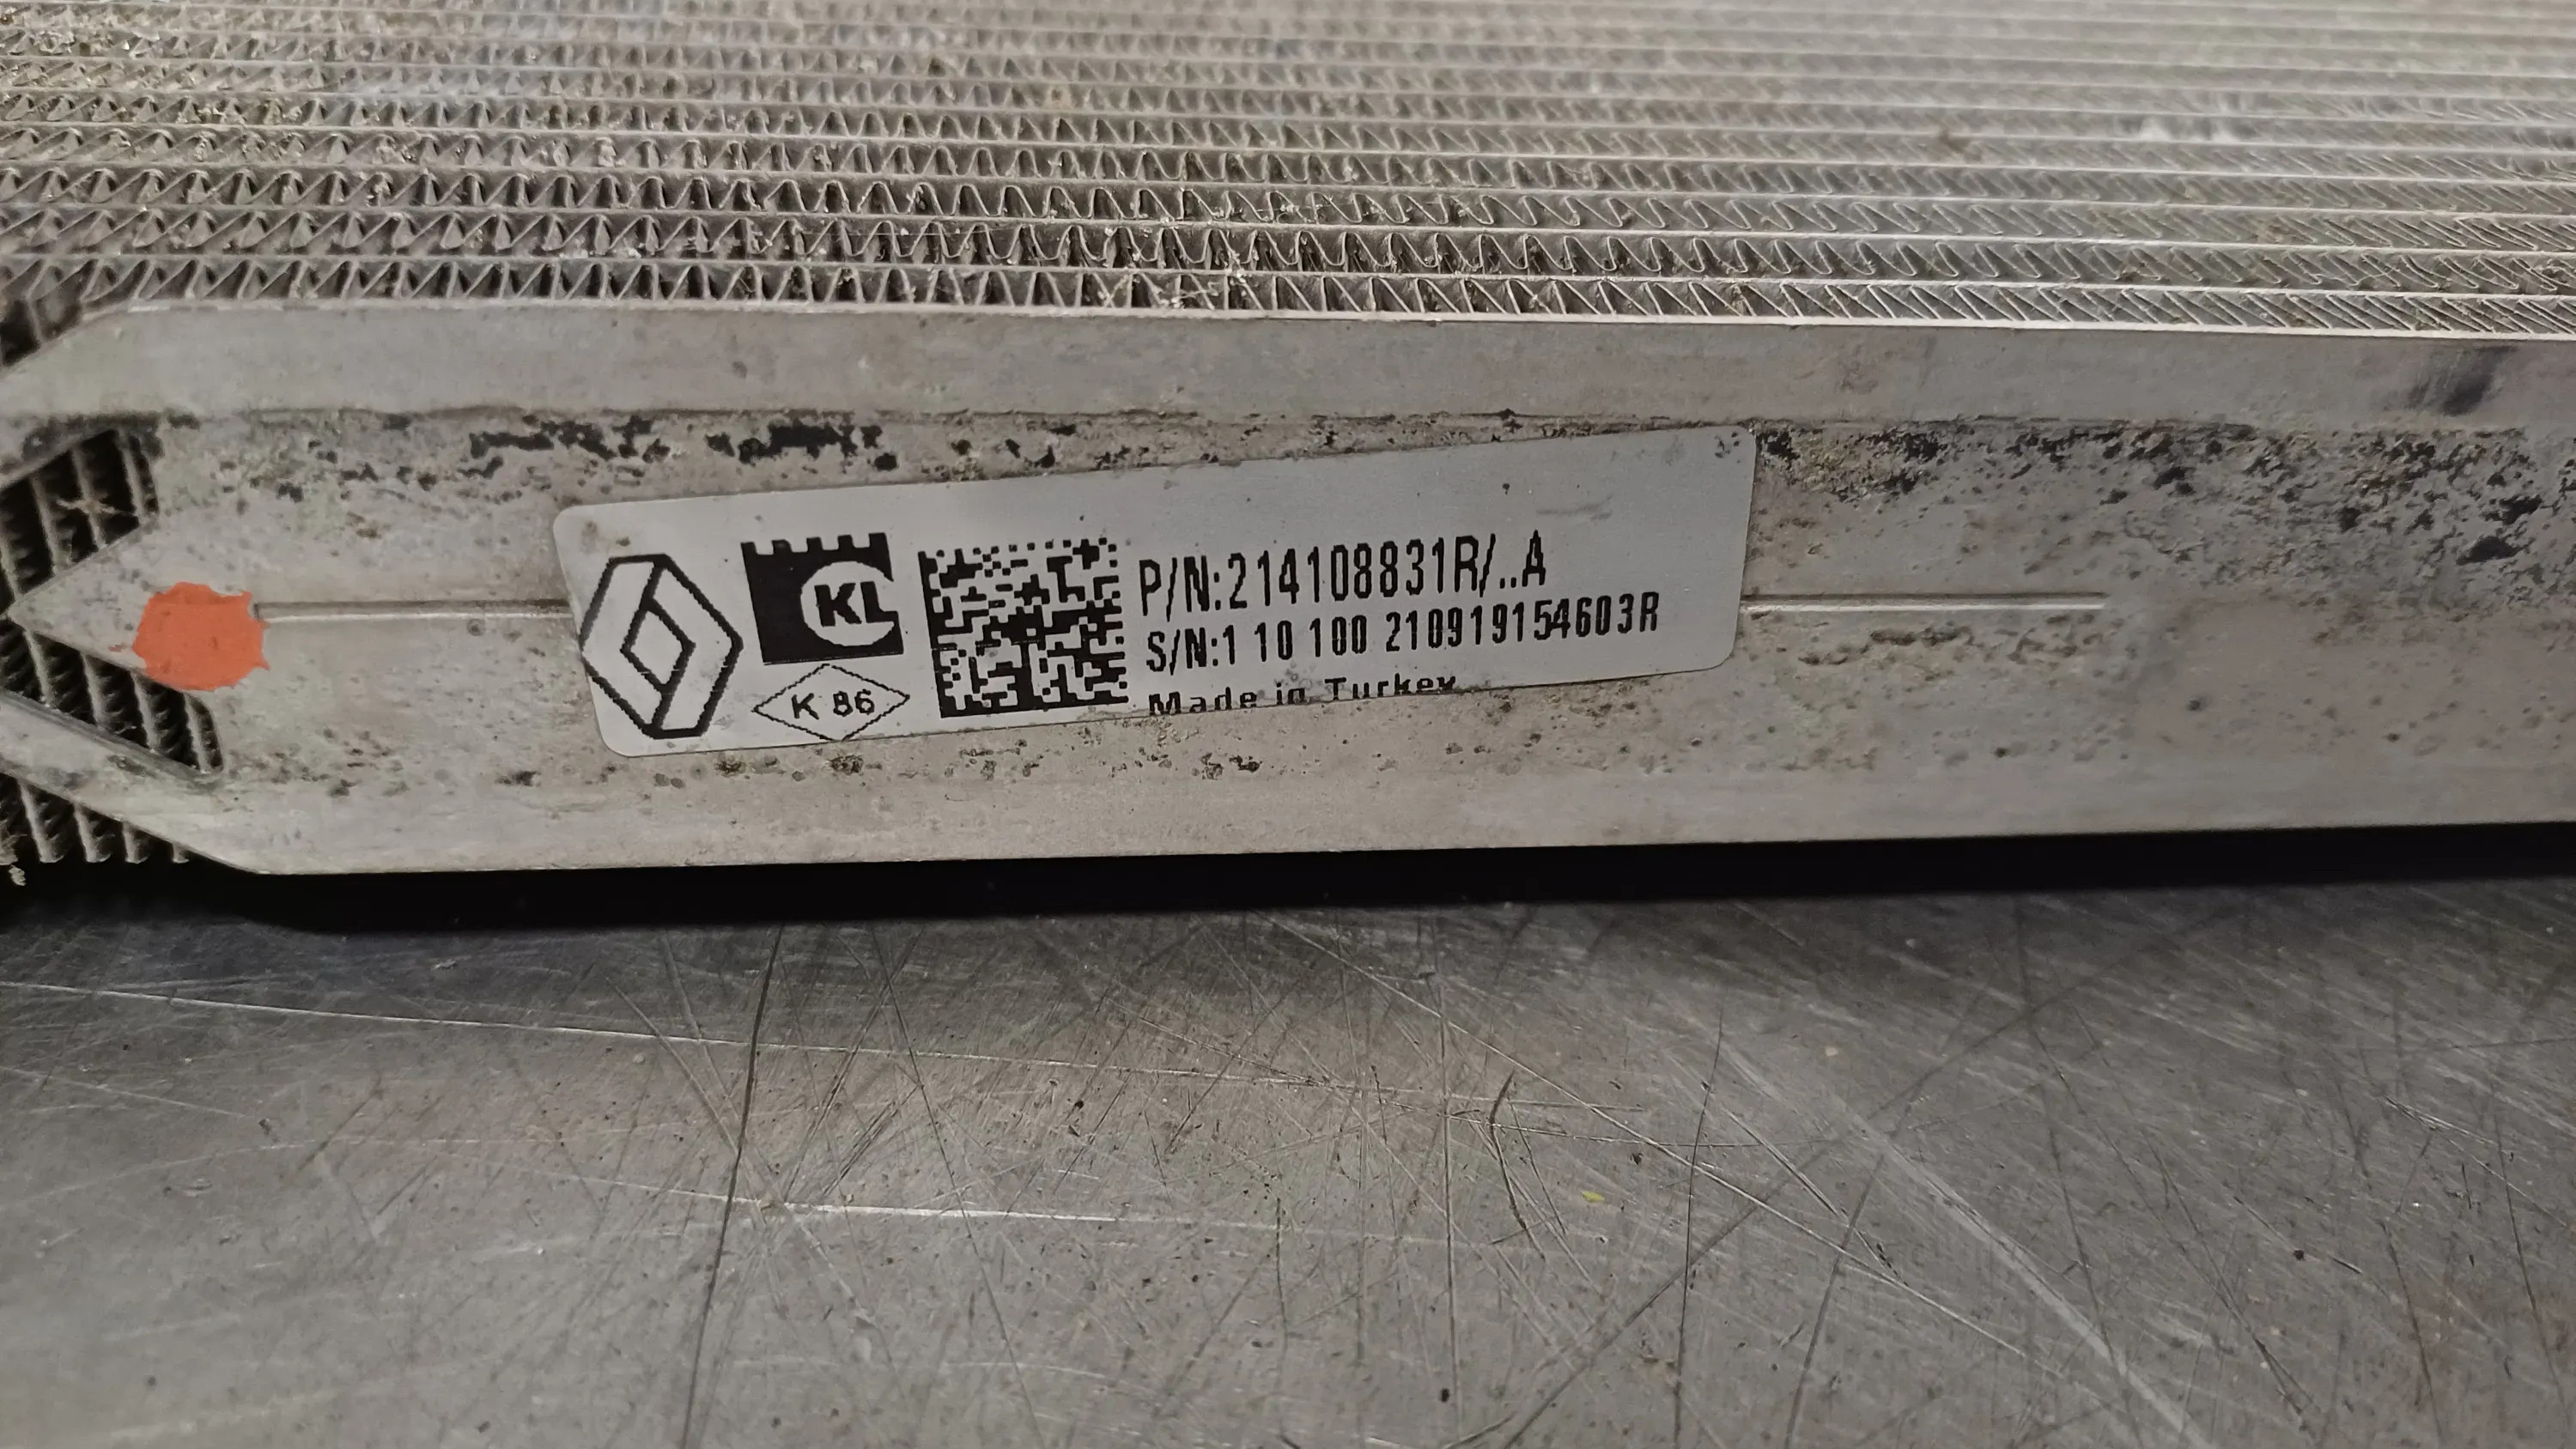 KL
K 86
P/N:214108831R/..A
S/N:1 10 100 210919154603R
Made in Turkey